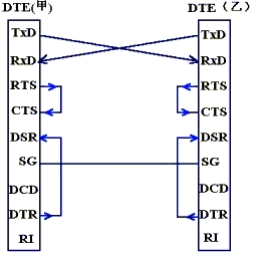 DTE(甲) DTE（乙）
TxD TxD
RxD RxD
RTS RTS
CTS CTS
DSR DSR
SG SG
DCD DCD
DTR DTR
RI RI